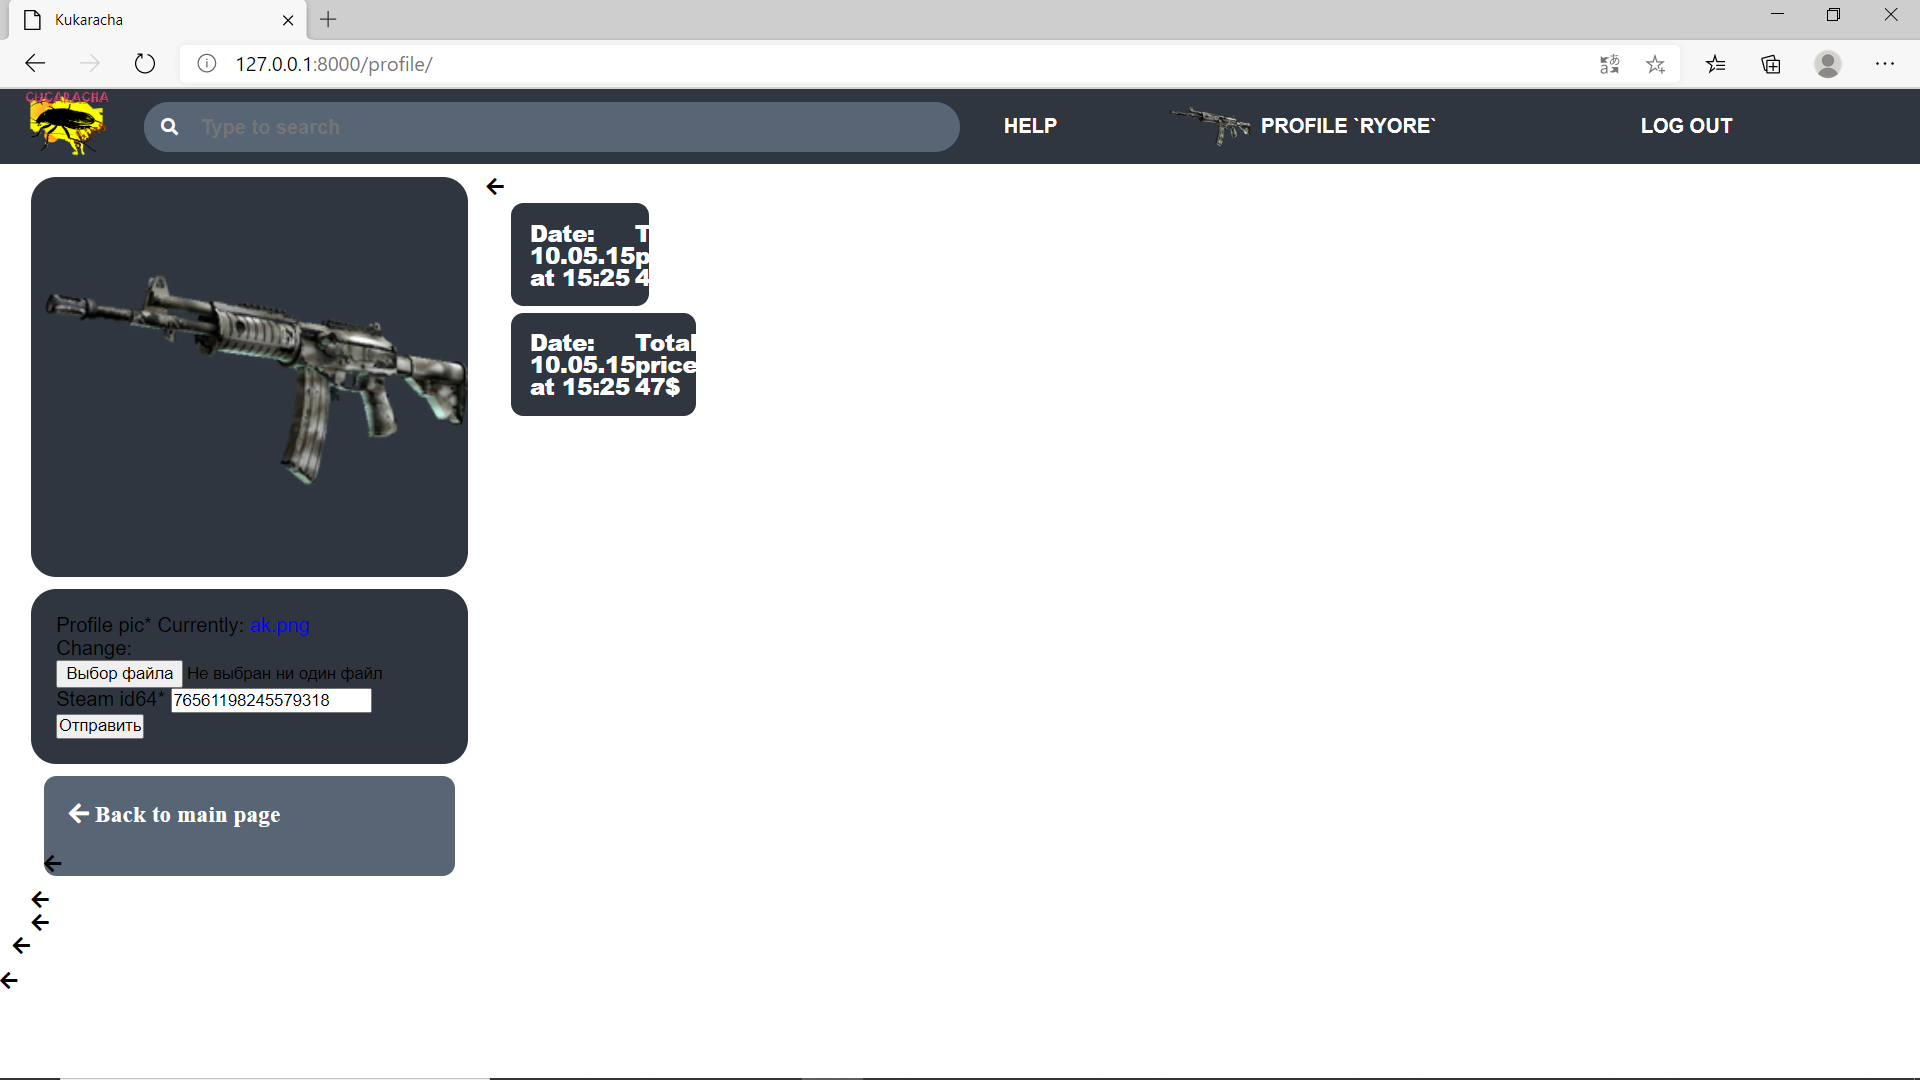 Kukaracha
127.0.0.1:8000/profile/
CUCARACHA
Type to search
HELP
PROFILE `RYORE`
LOG OUT
Date:
10.05.15
at 15:25
T
p
4
Date:
10.05.15
at 15:25
Total
price
47$
Profile pic* Currently: ak.png
Change:
Выбор файла Не выбран ни один файл
Steam id64* 76561198245579318
Отправить
Back to main page